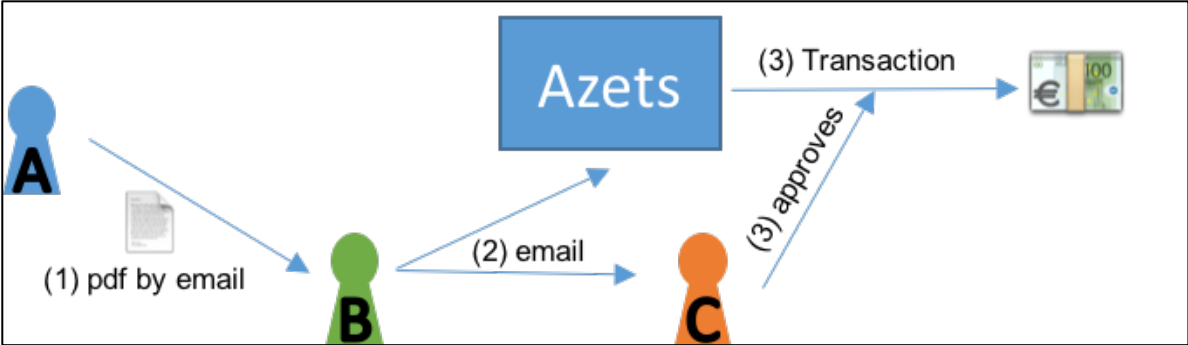 Azets
(3) Transaction
100
€
A
(3) approves
(2) email
(1) pdf by email
B
C